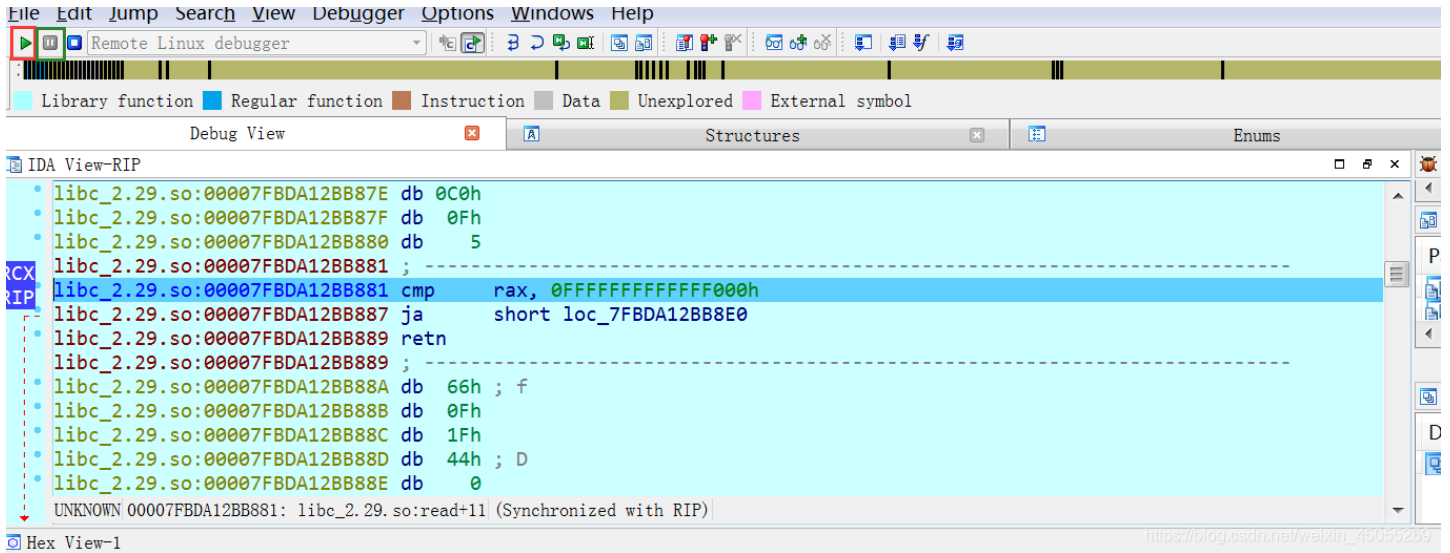 File Edit Jump Search View Debugger Options Windows Help
Remote Linux debugger
Library function Regular function Instruction Data Unexplored External symbol
Debug View Structures Enums
IDA View-RIP
libc_2.29.so:00007FBDA12BB87E db 0C0h
libc_2.29.so:00007FBDA12BB87F db 0Fh
libc_2.29.so:00007FBDA12BB880 db 5
libc_2.29.so:00007FBDA12BB881 ; ---------------------------------------------------------------------------
RCX
RIP
libc_2.29.so:00007FBDA12BB881 cmp rax, 0FFFFFFFFFFFFF000h
libc_2.29.so:00007FBDA12BB887 ja short loc_7FBDA12BB8E0
libc_2.29.so:00007FBDA12BB889 retn
libc_2.29.so:00007FBDA12BB889 ; ---------------------------------------------------------------------------
libc_2.29.so:00007FBDA12BB88A db 66h ; f
libc_2.29.so:00007FBDA12BB88B db 0Fh
libc_2.29.so:00007FBDA12BB88C db 1Fh
libc_2.29.so:00007FBDA12BB88D db 44h ; D
libc_2.29.so:00007FBDA12BB88E db 0
UNKNOWN 00007FBDA12BB881: libc_2.29.so:read+11 (Synchronized with RIP)
P
D
Hex View-1
https://blog.csdn.net/weixin_45055269